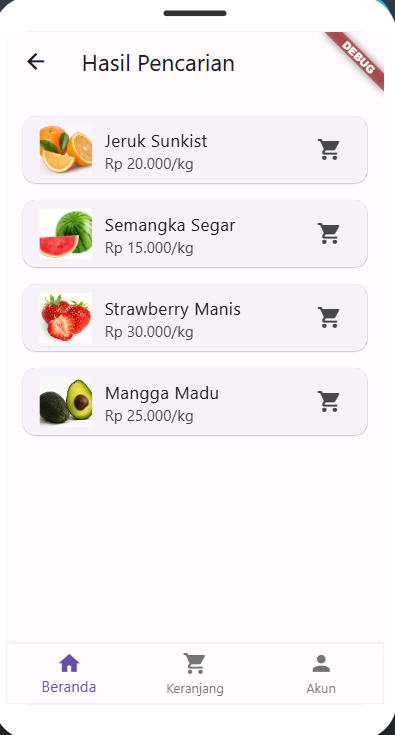 DEBUG
Hasil Pencarian
Jeruk Sunkist
Rp 20.000/kg
Semangka Segar
Rp 15.000/kg
Strawberry Manis
Rp 30.000/kg
Mangga Madu
Rp 25.000/kg
Beranda
Keranjang
Akun